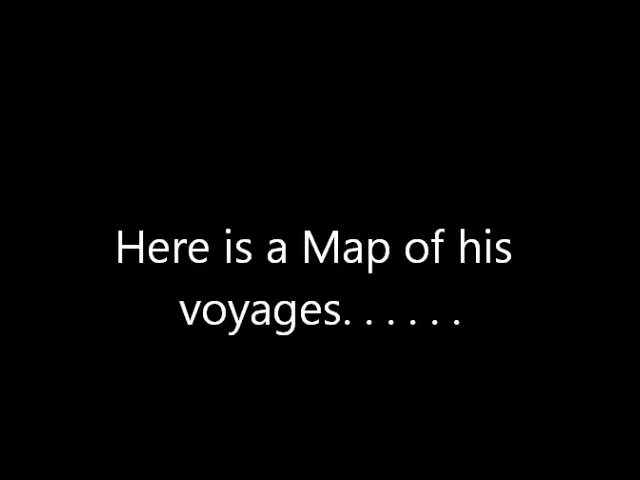 Here is a Map of his
voyages. . . . . .